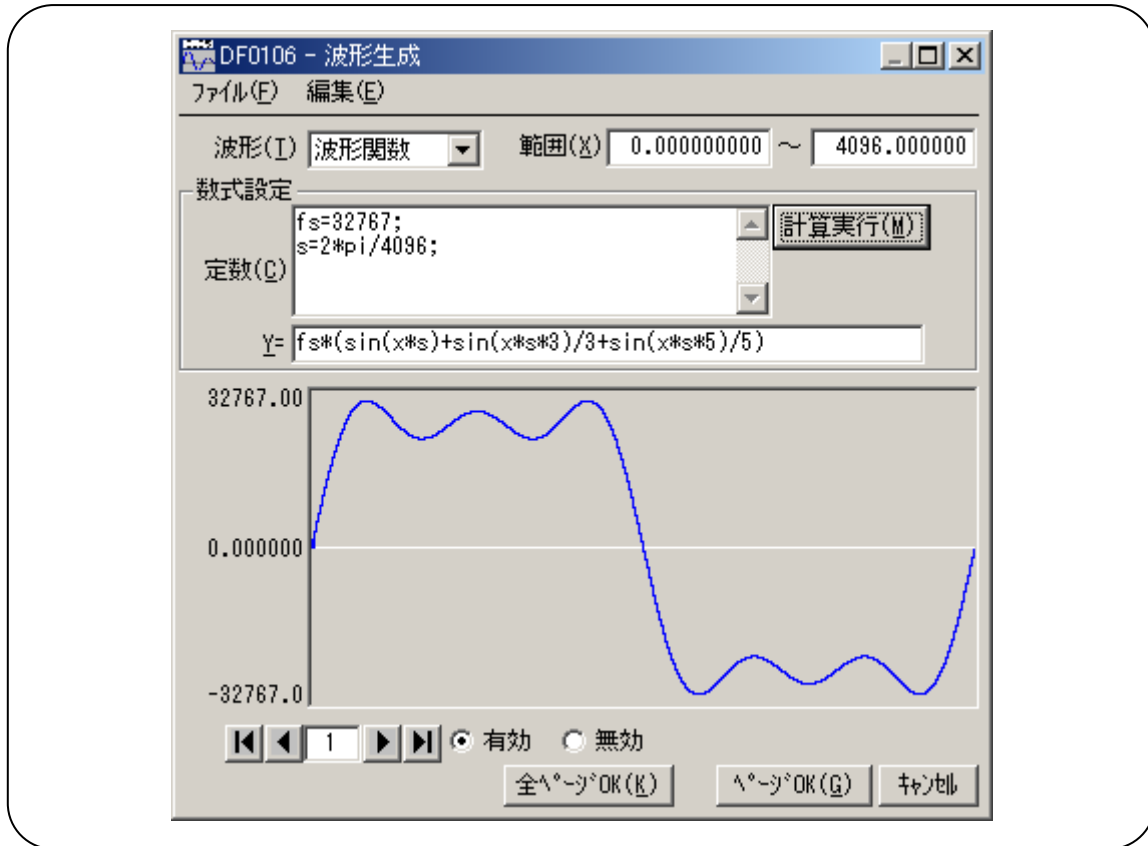 DF0106 - 波形生成
ﾌｧｲﾙ(F) 編集(E)
波形(T) 波形関数 範囲(X) 0.000000000 ～ 4096.000000
数式設定
fs=32767;
s=2*pi/4096;
計算実行(M)
定数(C)
Y= fs*(sin(x*s)+sin(x*s*3)/3+sin(x*s*5)/5)
32767.00
0.000000
-32767.0
1 有効 無効
全ﾍﾟｰｼﾞOK(K) ﾍﾟｰｼﾞOK(G) ｷｬﾝｾﾙ